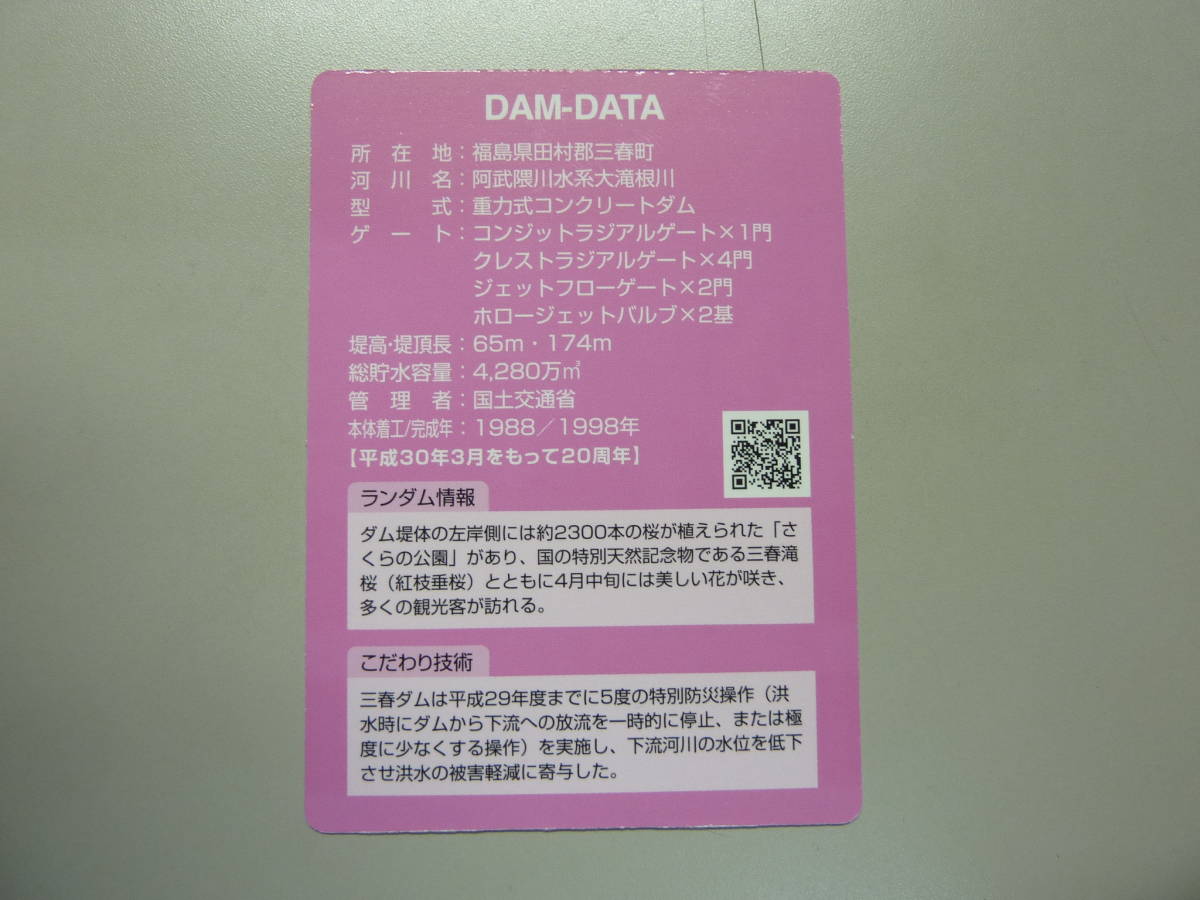 DAM-DATA
所在地：福島県田村郡三春町
河川名：阿武隈川水系大滝根川
型式：重力式コンクリートダム
ゲート：コンジットラジアルゲート×1門
クレストラジアルゲート×4門
ジェットフローゲート×2門
ホロージェットバルブ×2基
堤高・堤頂長：65m・174m
総貯水容量：4,280万㎥
管理者：国土交通省
本体着工/完成年：1988／1998年
【平成30年3月をもって20周年】
ランダム情報
ダム堤体の左岸側には約2300本の桜が植えられた「さ
くらの公園」があり、国の特別天然記念物である三春滝
桜（紅枝垂桜）とともに4月中旬には美しい花が咲き、
多くの観光客が訪れる。
こだわり技術
三春ダムは平成29年度までに5度の特別防災操作（洪
水時にダムから下流への放流を一時的に停止、または極
度に少なくする操作）を実施し、下流河川の水位を低下
させ洪水の被害軽減に寄与した。